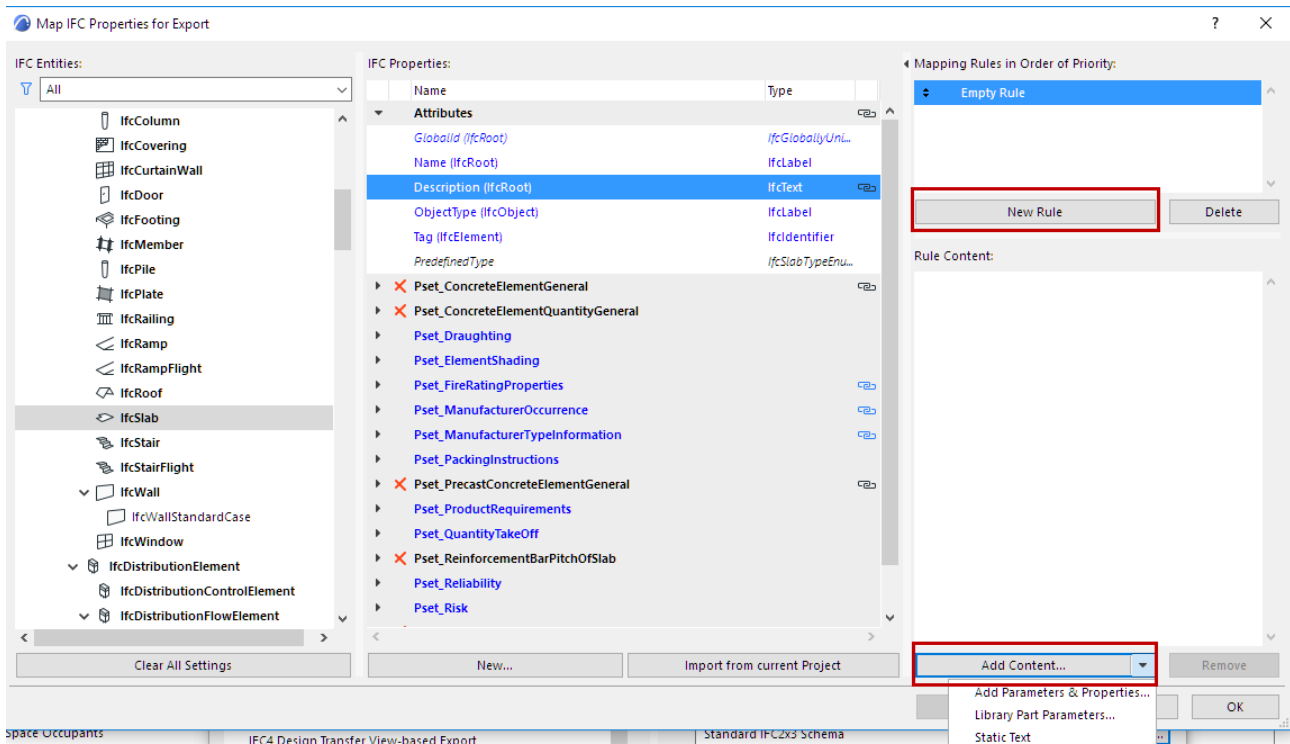 Map IFC Properties for Export
?
IFC Entities:
All
IfcColumn
IfcCovering
IfcCurtainWall
IfcDoor
IfcFooting
IfcMember
IfcPile
IfcPlate
IfcRailing
IfcRamp
IfcRampFlight
IfcRoof
IfcSlab
IfcStair
IfcStairFlight
IfcWall
IfcWallStandardCase
IfcWindow
IfcDistributionElement
IfcDistributionControlElement
IfcDistributionFlowElement
Clear All Settings
IFC Properties:
Name Type
Attributes
GlobalId (IfcRoot) IfcGloballyUni...
Name (IfcRoot) IfcLabel
Description (IfcRoot) IfcText
ObjectType (IfcObject) IfcLabel
Tag (IfcElement) IfcIdentifier
PredefinedType IfcSlabTypeEnu...
Pset_ConcreteElementGeneral
Pset_ConcreteElementQuantityGeneral
Pset_Draughting
Pset_ElementShading
Pset_FireRatingProperties
Pset_ManufacturerOccurrence
Pset_ManufacturerTypeInformation
Pset_PackingInstructions
Pset_PrecastConcreteElementGeneral
Pset_ProductRequirements
Pset_QuantityTakeOff
Pset_ReinforcementBarPitchOfSlab
Pset_Reliability
Pset_Risk
New... Import from current Project
Mapping Rules in Order of Priority:
Empty Rule
New Rule Delete
Rule Content:
Add Content... Remove
Add Parameters & Properties...
Library Part Parameters...
Static Text
OK
Space Occupants
IFC4 Design Transfer View-based Export
Standard IFC2x3 Schema
..